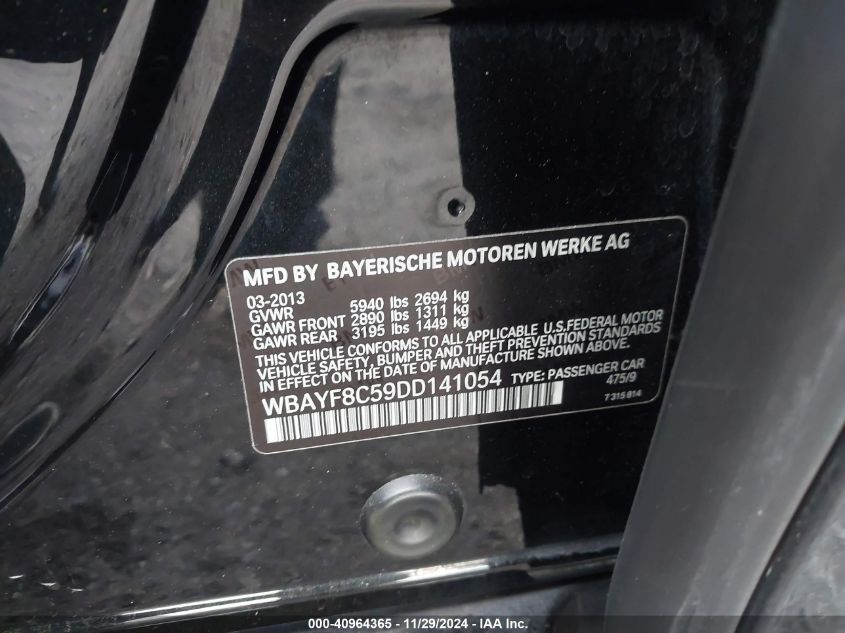 MFD BY BAYERISCHE MOTOREN WERKE AG
03-2013
GVWR 5940 lbs 2694 kg
GAWR FRONT 2890 lbs 1311 kg
GAWR REAR 3195 lbs 1449 kg
THIS VEHICLE CONFORMS TO ALL APPLICABLE U.S.FEDERAL MOTOR
VEHICLE SAFETY, BUMPER AND THEFT PREVENTION STANDARDS
IN EFFECT ON THE DATE OF MANUFACTURE SHOWN ABOVE.
WBAYF8C59DD141054 TYPE: PASSENGER CAR
475/9
7 315 814
000-40964365 - 11/29/2024 - IAA Inc.